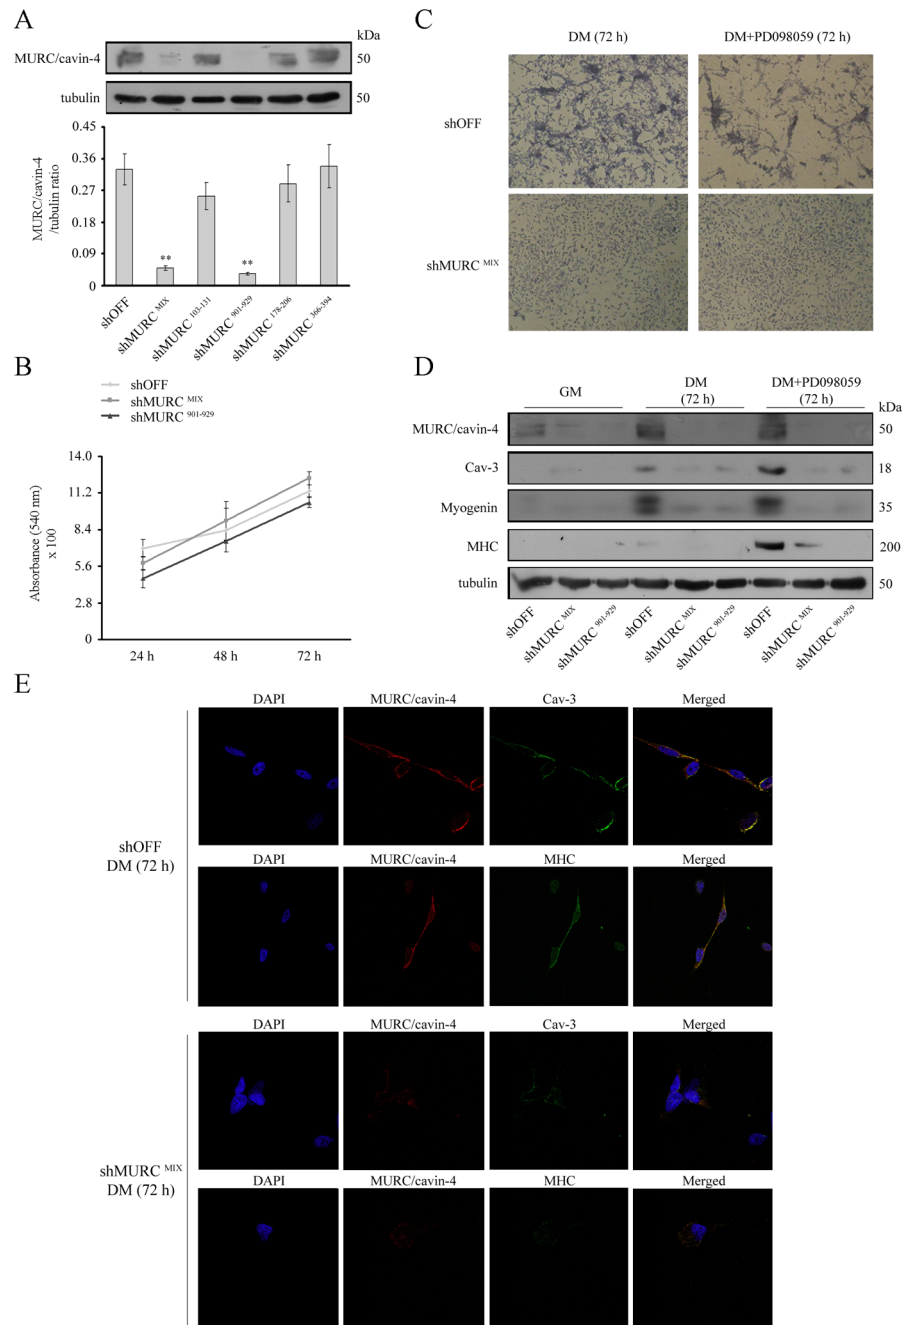 A
kDa
MURC/cavin-4
50
tubulin
50
MURC/cavin-4
/tubulin ratio
0.45
0.36
0.27
0.18
0.09
0
**
**
shOFF
shMURC MIX
shMURC 103-131
shMURC 901-929
shMURC 178-206
shMURC 366-394
B
shOFF
shMURC MIX
shMURC 901-929
Absorbance (540 nm)
x 100
14.0
11.2
8.4
5.6
2.8
0
24 h
48 h
72 h
C
DM (72 h)
DM+PD098059 (72 h)
shOFF
shMURC MIX
D
GM
DM
(72 h)
DM+PD098059
(72 h)
kDa
MURC/cavin-4
50
Cav-3
18
Myogenin
35
MHC
200
tubulin
50
shOFF
shMURC MIX
shMURC 901-929
shOFF
shMURC MIX
shMURC 901-929
shOFF
shMURC MIX
shMURC 901-929
E
DAPI
MURC/cavin-4
Cav-3
Merged
shOFF
DM (72 h)
DAPI
MURC/cavin-4
MHC
Merged
DAPI
MURC/cavin-4
Cav-3
Merged
shMURC MIX
DM (72 h)
DAPI
MURC/cavin-4
MHC
Merged